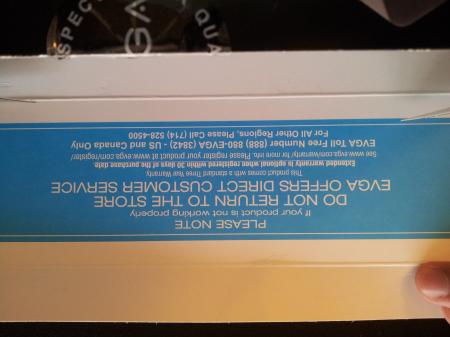 PLEASE NOTE
If your product is not working properly
DO NOT RETURN TO THE STORE
EVGA OFFERS DIRECT CUSTOMER SERVICE
This product comes with a standard Three Year Warranty
Extended warranty is optional when registered within 30 days of the purchase date
See www.evga.com/warranty for more info. Please register your product at www.evga.com/register/
EVGA Toll Free Number (888) 880-EVGA (3842) - US and Canada Only
For All Other Regions, Please Call (714) 528-4500
SPEC
GA
QUA